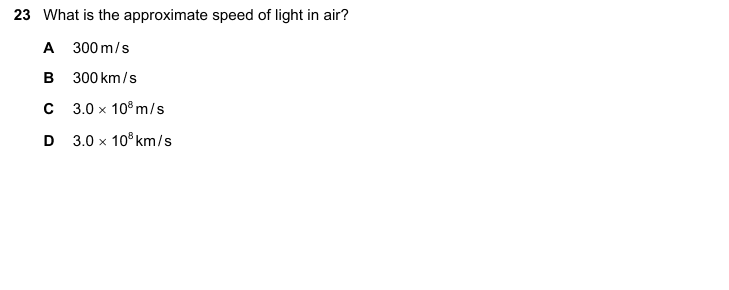 23 What is the approximate speed of light in air?
A 300 m / s
B 300 km / s
C 3.0 × 10⁸ m / s
D 3.0 × 10⁸ km / s